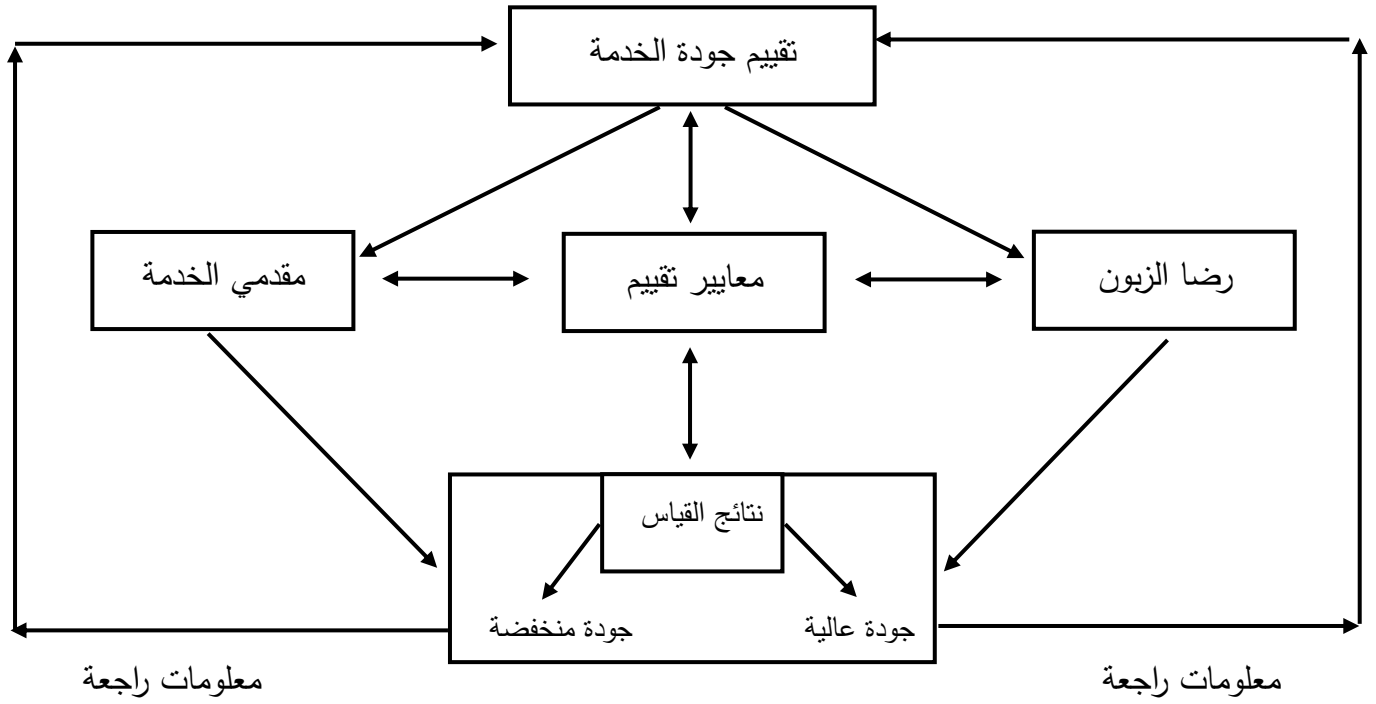 تقييم جودة الخدمة
رضا الزبون
معايير تقييم
مقدمي الخدمة
نتائج القياس
جودة عالية
جودة منخفضة
معلومات راجعة
معلومات راجعة